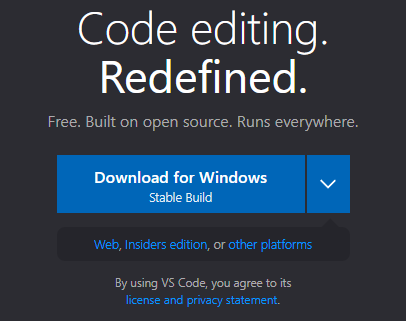 Code editing.
Redefined.
Free. Built on open source. Runs everywhere.
Download for Windows
Stable Build
Web, Insiders edition, or other platforms
By using VS Code, you agree to its
license and privacy statement.